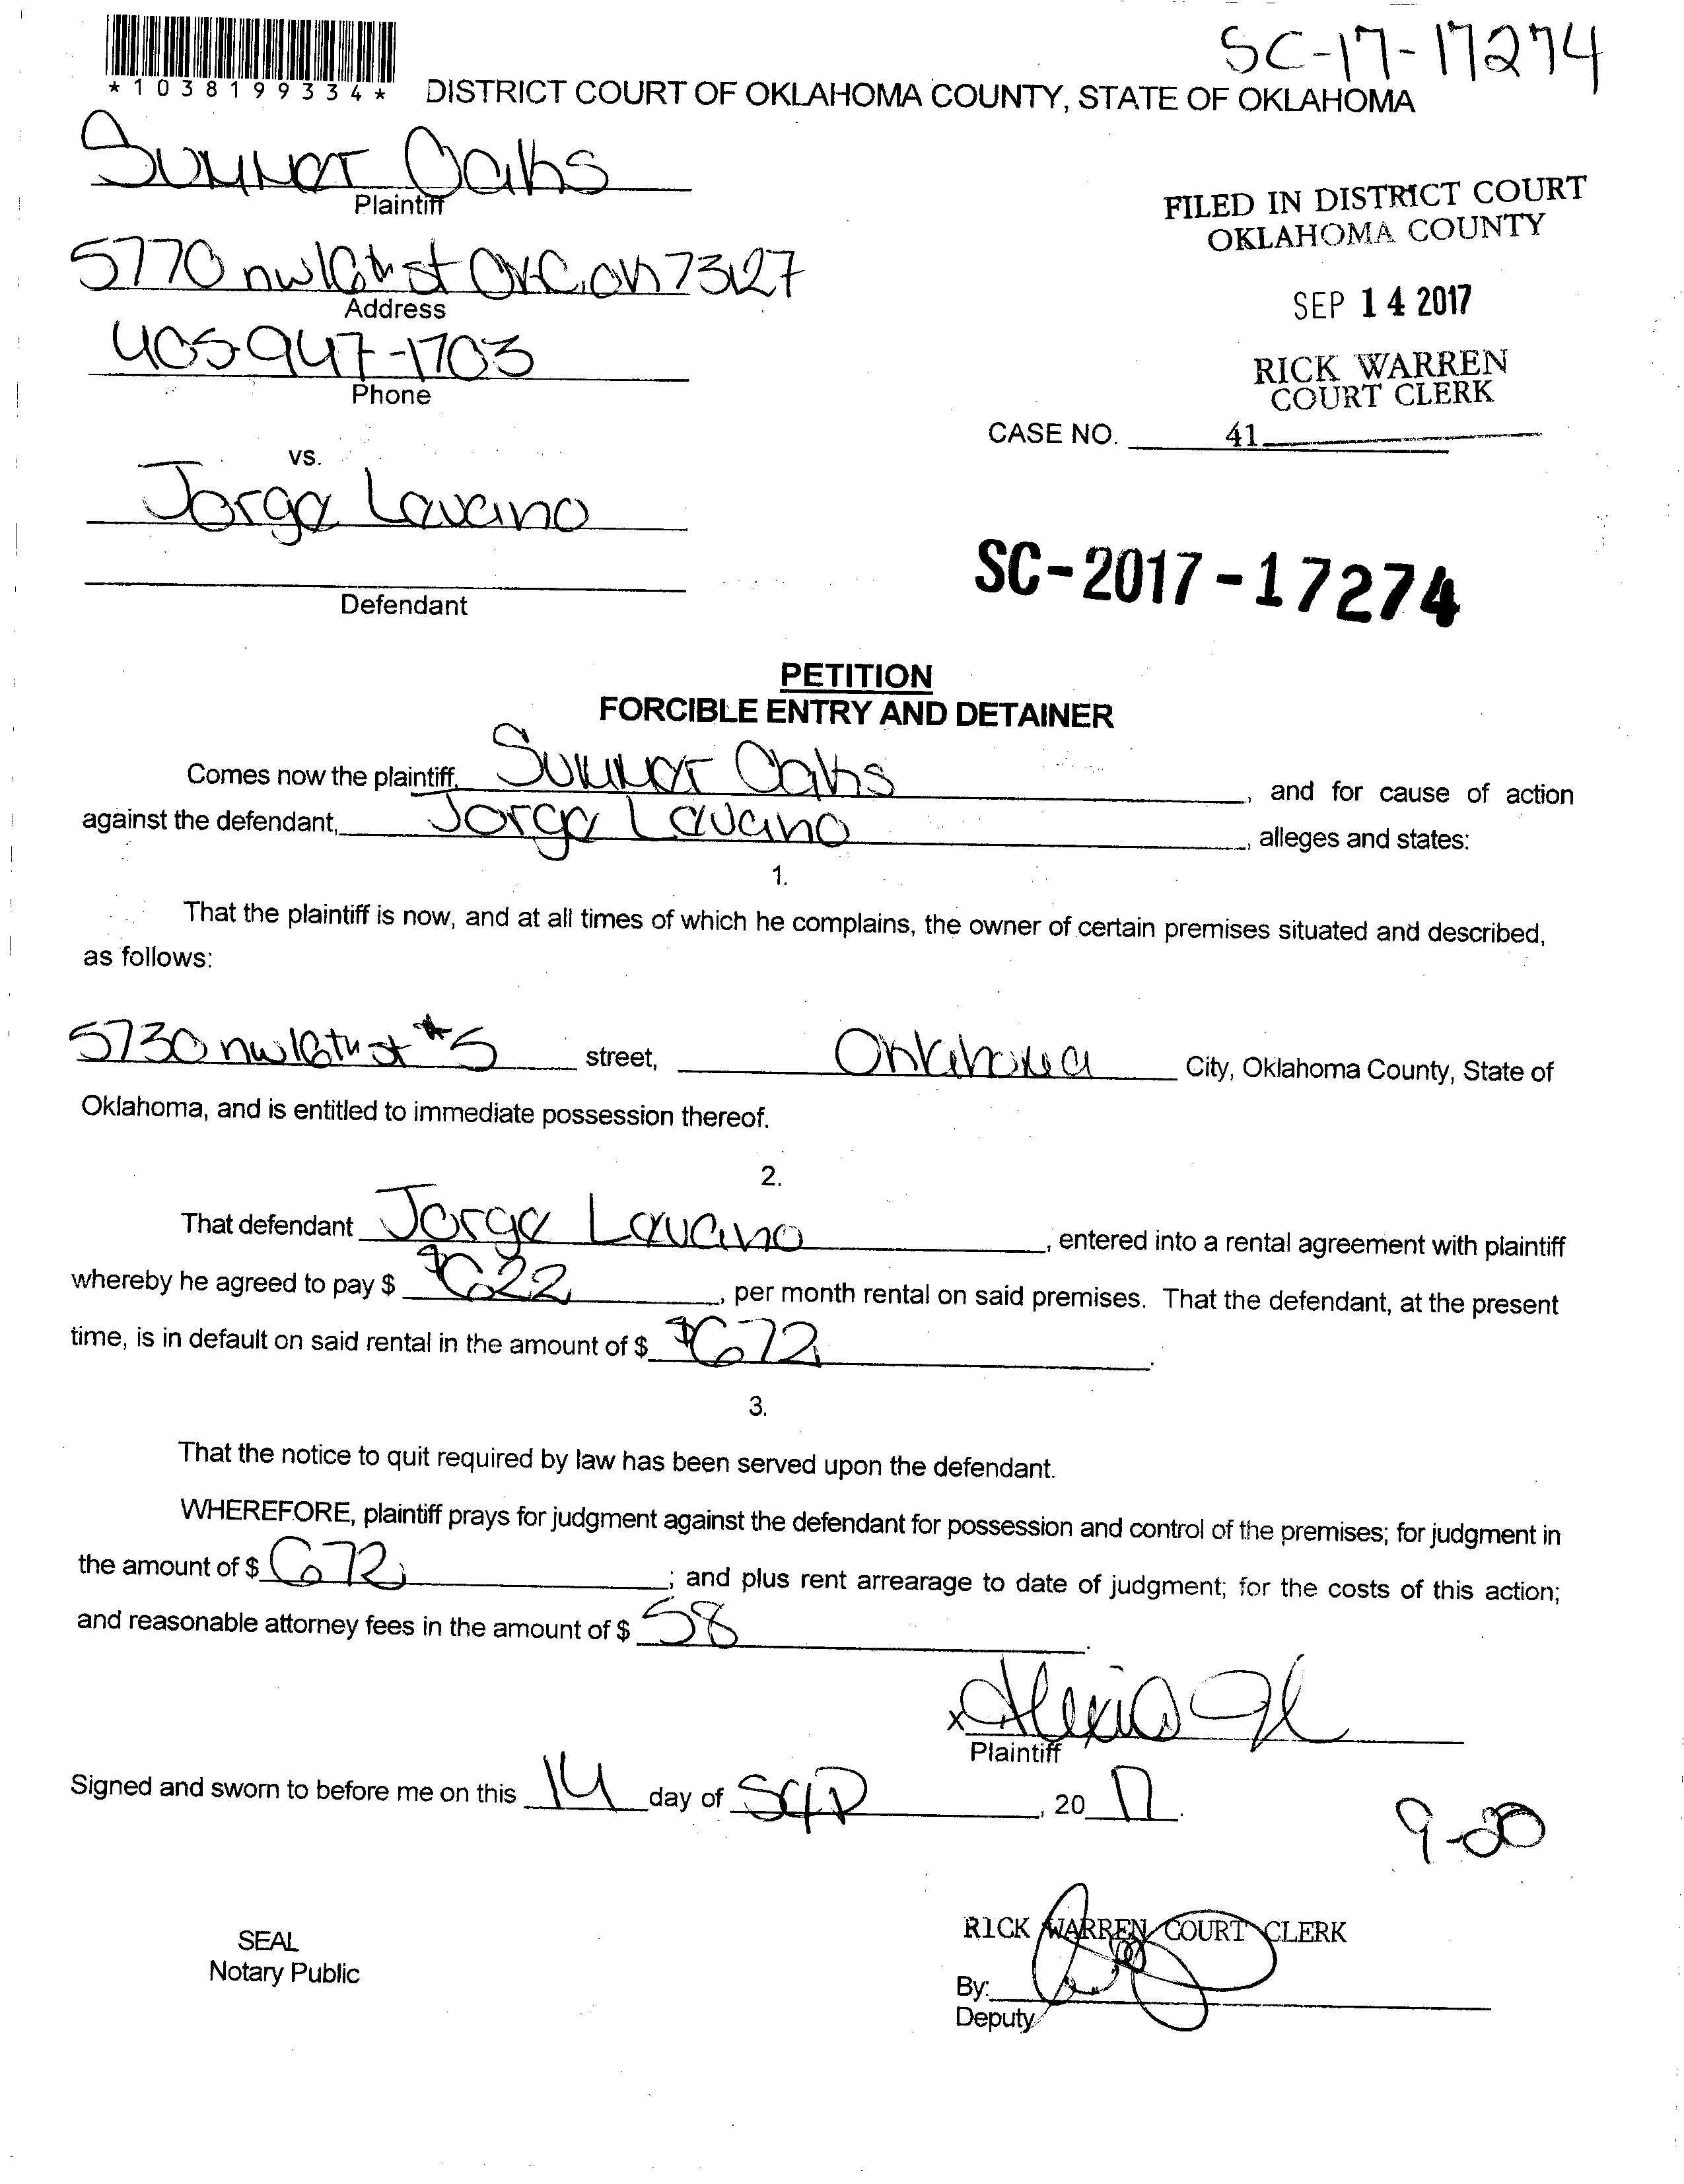 SC-17-17274
*1038199334*
DISTRICT COURT OF OKLAHOMA COUNTY, STATE OF OKLAHOMA
Summer Oaks
Plaintiff
5770 nw 16th st OKC, OK 73127
Address
405-947-1703
Phone
FILED IN DISTRICT COURT
OKLAHOMA COUNTY
SEP 14 2017
RICK WARREN
COURT CLERK
CASE NO. 41
vs.
Jorge Lavano
Defendant
SC-2017-17274
PETITION
FORCIBLE ENTRY AND DETAINER
Comes now the plaintiff, Summer Oaks, and for cause of action
against the defendant, Jorge Lavano, alleges and states:
1.
That the plaintiff is now, and at all times of which he complains, the owner of certain premises situated and described,
as follows:
5730 nw 16th st #5 street, Oklahoma City, Oklahoma County, State of
Oklahoma, and is entitled to immediate possession thereof.
2.
That defendant Jorge Lavano, entered into a rental agreement with plaintiff
whereby he agreed to pay $ $622, per month rental on said premises. That the defendant, at the present
time, is in default on said rental in the amount of $ $672.
3.
That the notice to quit required by law has been served upon the defendant.
WHEREFORE, plaintiff prays for judgment against the defendant for possession and control of the premises; for judgment in
the amount of $ 672; and plus rent arrearage to date of judgment; for the costs of this action;
and reasonable attorney fees in the amount of $ 58.
x Alexia
Plaintiff
Signed and sworn to before me on this 14 day of Sep, 20 17.
9-20
SEAL
Notary Public
RICK WARREN COURT CLERK
By:
Deputy